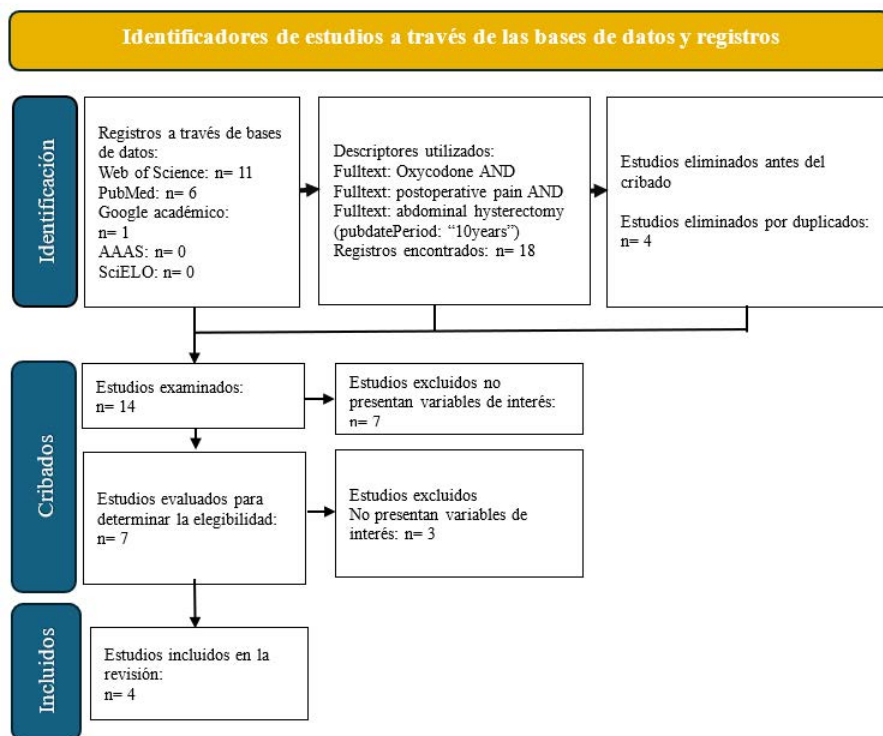 Identificadores de estudios a través de las bases de datos y registros
Identificación
Registros a través de bases
de datos:
Web of Science: n= 11
PubMed: n= 6
Google académico:
n= 1
AAAS: n= 0
SciELO: n= 0
Descriptores utilizados:
Fulltext: Oxycodone AND
Fulltext: postoperative pain AND
Fulltext: abdominal hysterectomy
(pubdatePeriod: “10years”)
Registros encontrados: n= 18
Estudios eliminados antes del
cribado
Estudios eliminados por duplicados:
n= 4
Cribados
Estudios examinados:
n= 14
Estudios excluidos no
presentan variables de interés:
n= 7
Estudios evaluados para
determinar la elegibilidad:
n= 7
Estudios excluidos
No presentan variables de
interés: n= 3
Incluidos
Estudios incluidos en la
revisión:
n= 4